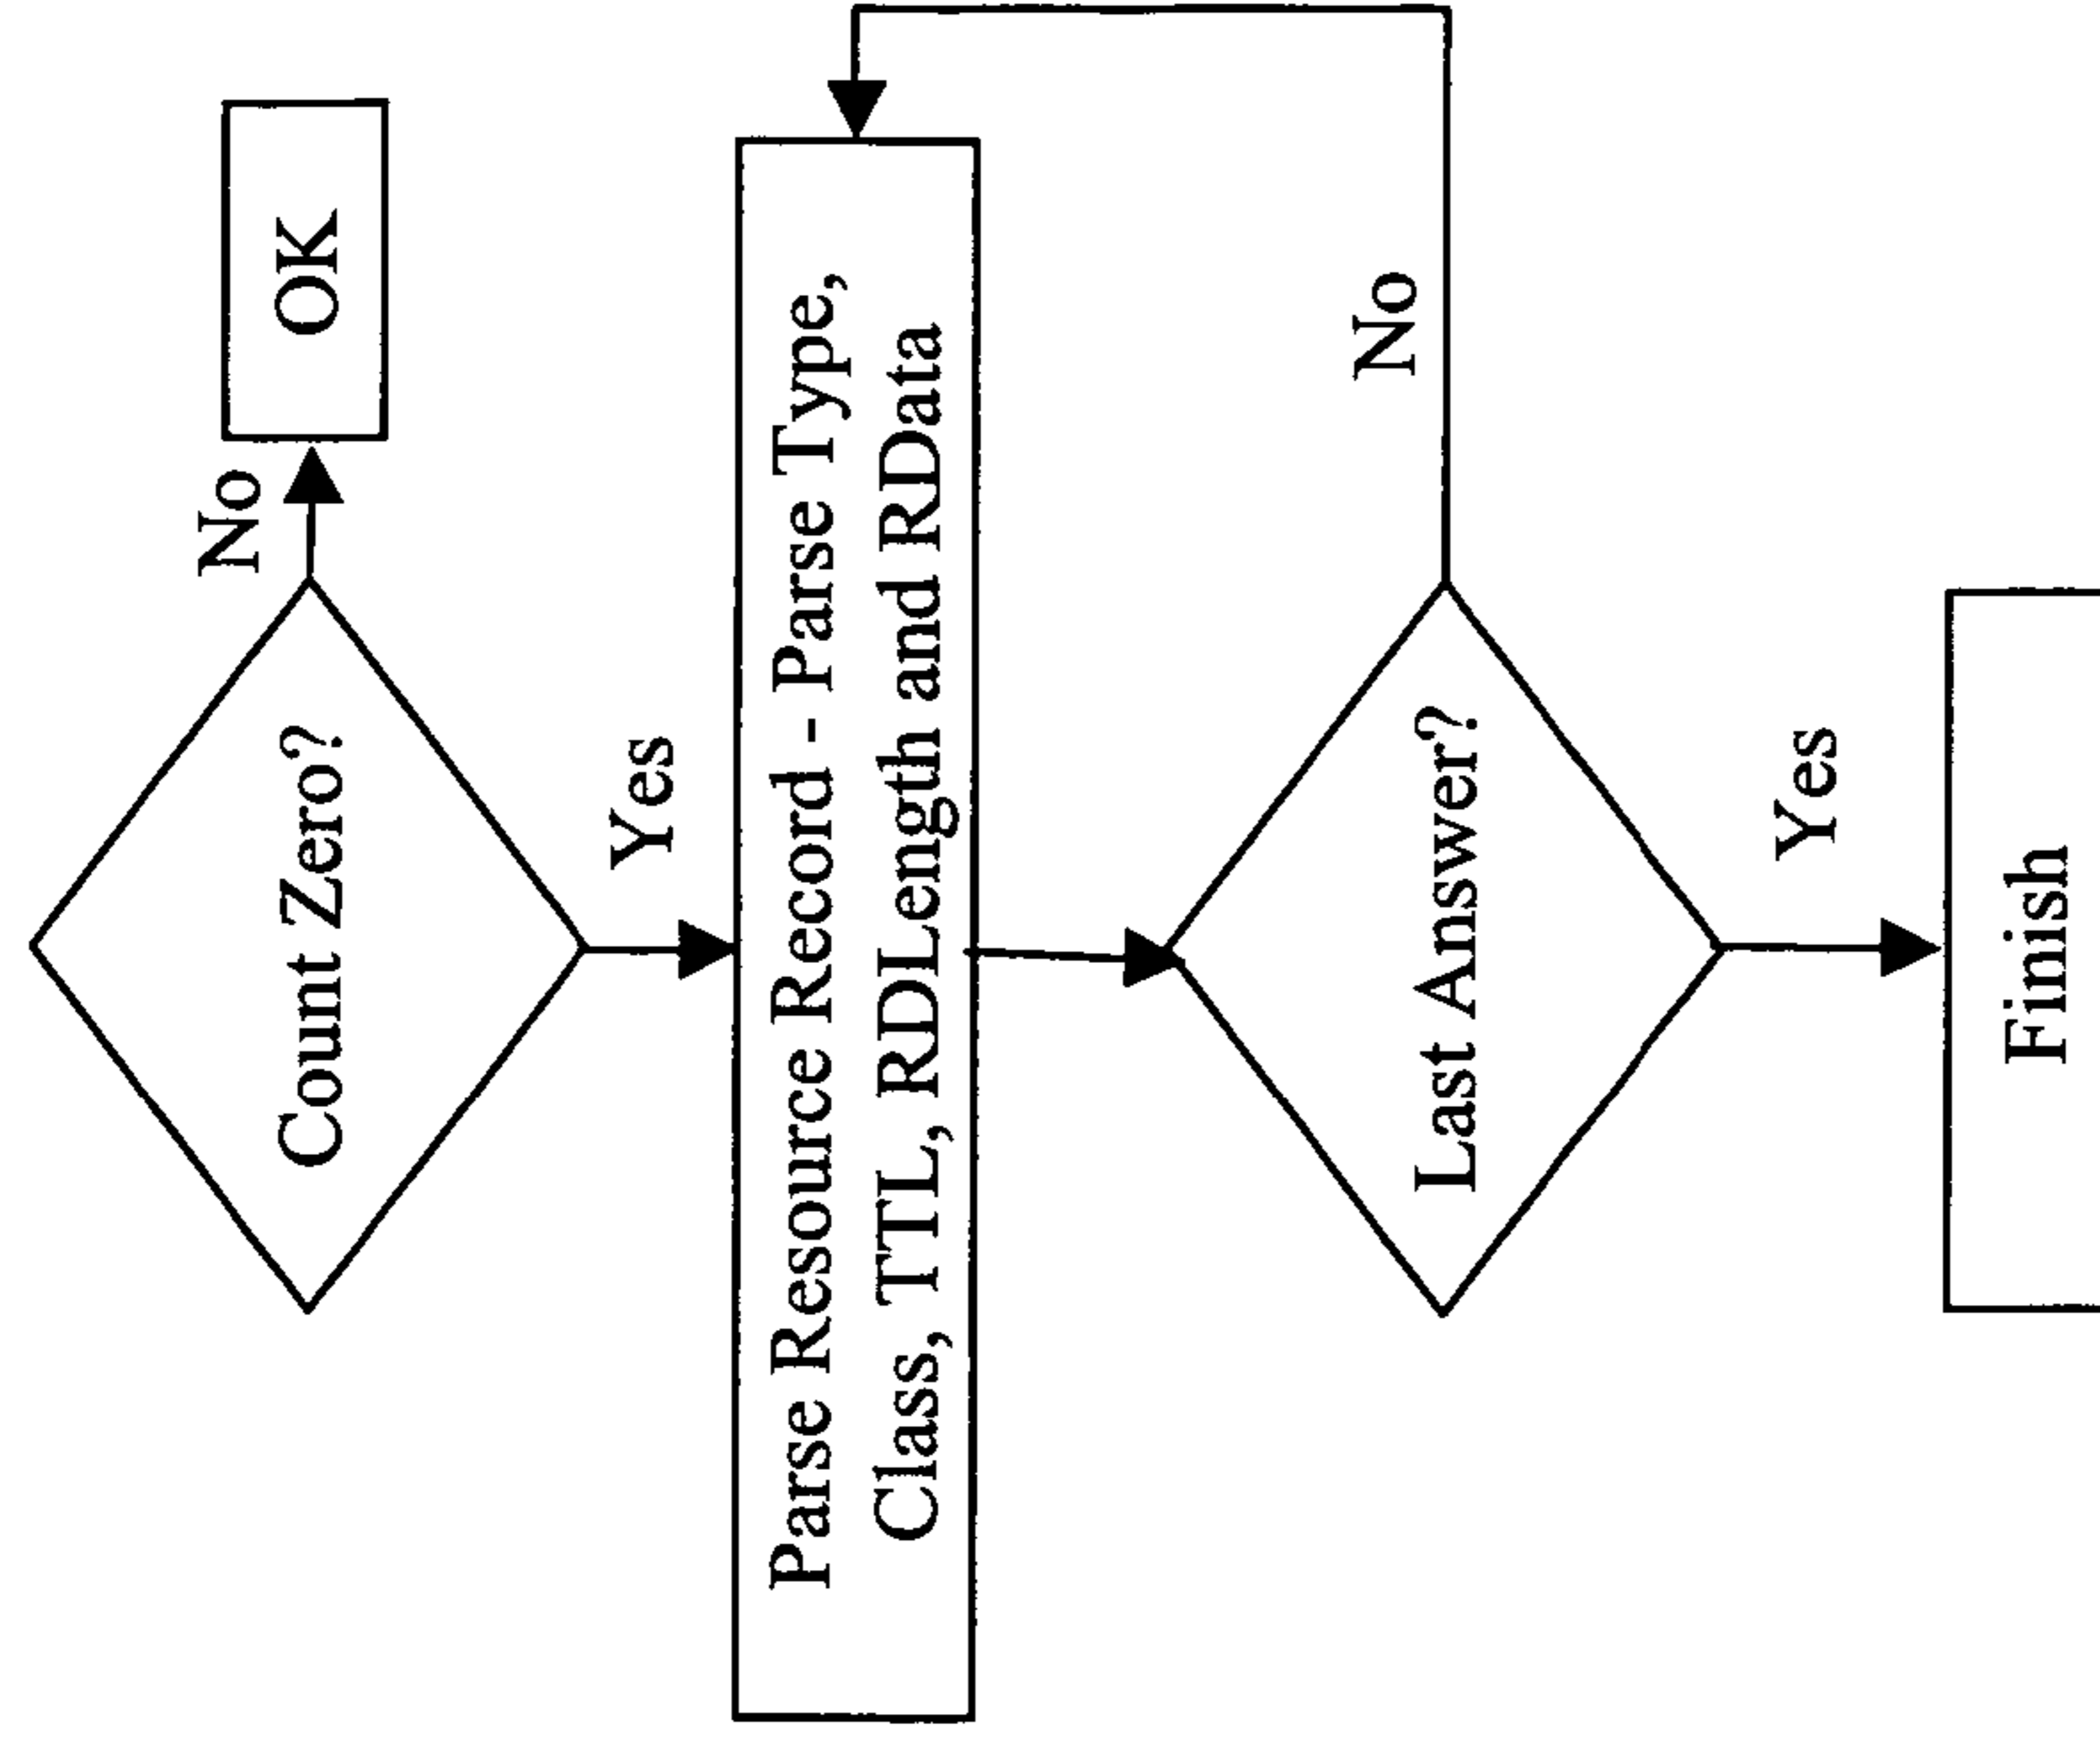 Count Zero?
No
OK
Yes
Parse Resource Record - Parse Type,
Class, TTL, RDLength and RData
Last Answer?
No
Yes
Finish